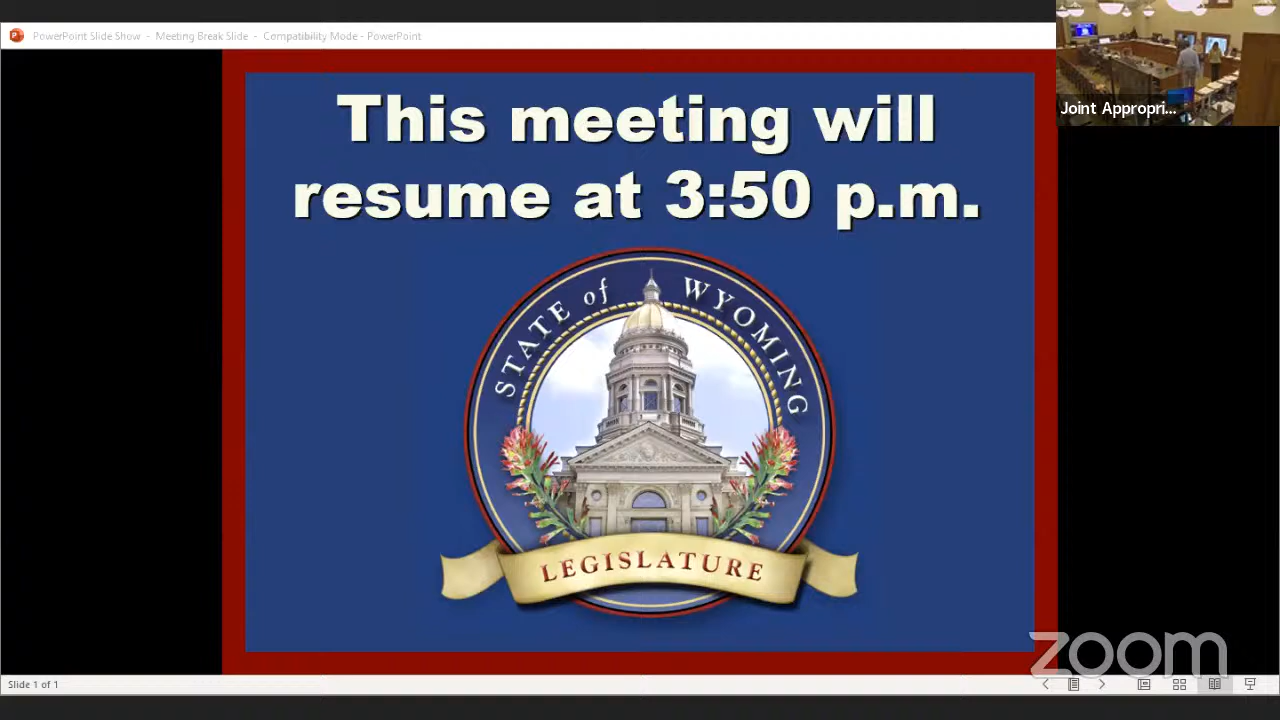 PowerPoint Slide Show - Meeting Break Slide - Compatibility Mode - PowerPoint
Joint Appropri...
This meeting will
resume at 3:50 p.m.
STATE of WYOMING
LEGISLATURE
zoom
Slide 1 of 1